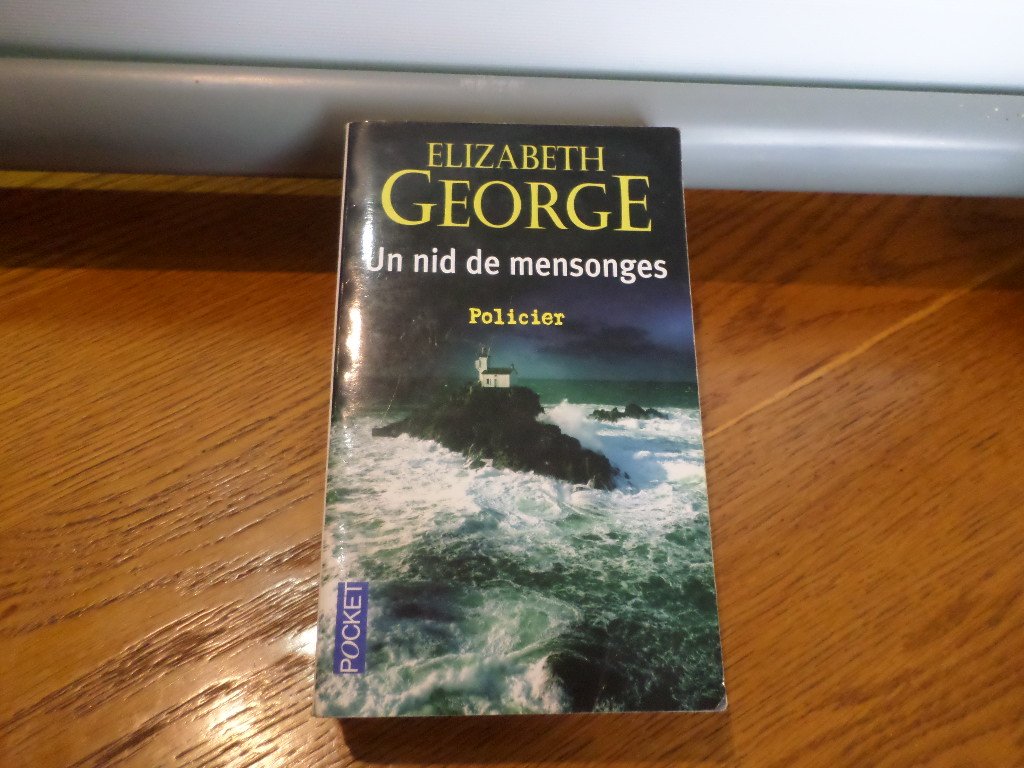 ELIZABETH
GEORGE
Un nid de mensonges
Policier
POCKET